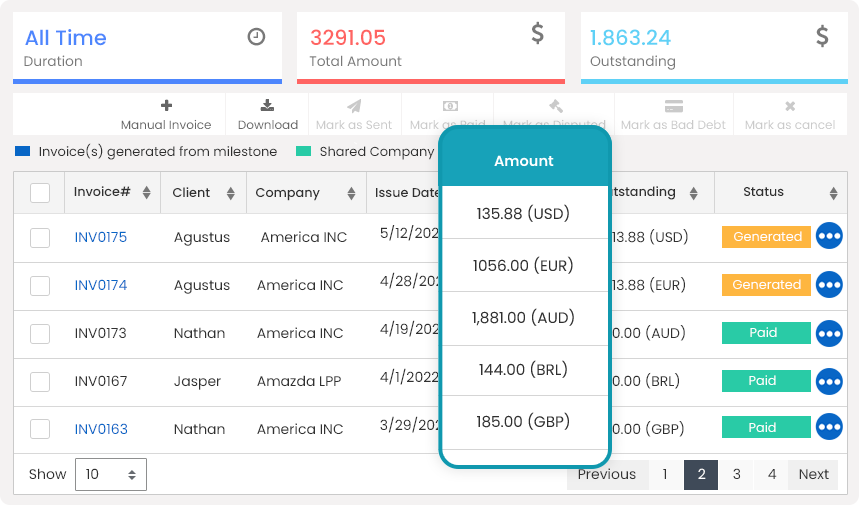 All Time
Duration
$
3291.05
Total Amount
$
1.863.24
Outstanding
Manual Invoice
Download
Mark as Sent
Mark as Paid
Mark as Disputed
Mark as Bad Debt
Mark as cancel
Invoice(s) generated from milestone
Shared Company
Invoice# Client Company Issue Date Amount tstanding Status
INV0175 Agustus America INC 5/12/202 135.88 (USD) 13.88 (USD) Generated
INV0174 Agustus America INC 4/28/202 1056.00 (EUR) 13.88 (EUR) Generated
INV0173 Nathan America INC 4/19/202 1,881.00 (AUD) 0.00 (AUD) Paid
INV0167 Jasper Amazda LPP 4/1/2022 144.00 (BRL) 0.00 (BRL) Paid
INV0163 Nathan America INC 3/29/202 185.00 (GBP) 0.00 (GBP) Paid
Show 10 Previous 1 2 3 4 Next